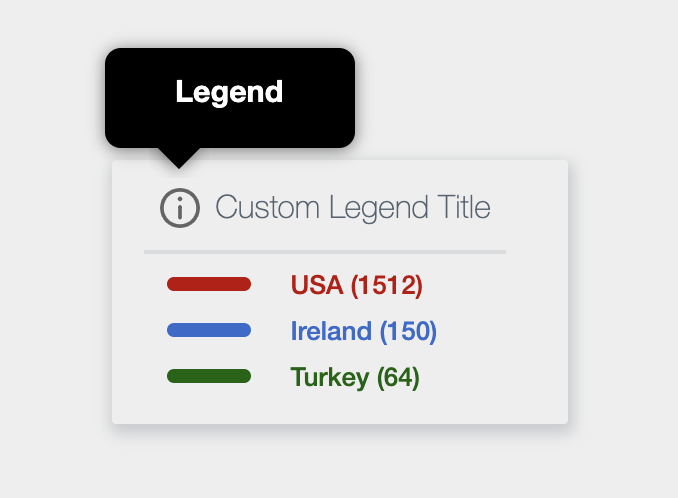 Legend
Custom Legend Title
USA (1512)
Ireland (150)
Turkey (64)